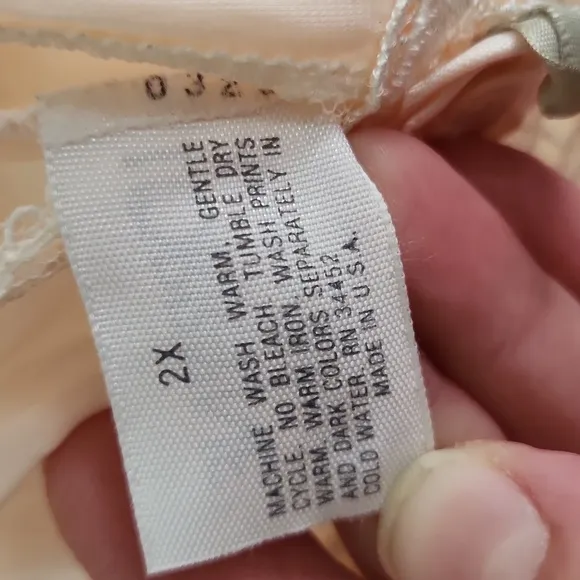 032
2X
MACHINE WASH WARM, GENTLE
CYCLE. NO BLEACH. TUMBLE DRY
WARM. WARM IRON. WASH PRINTS
AND DARK COLORS SEPARATELY IN
COLD WATER. RN 34452
MADE IN U.S.A.